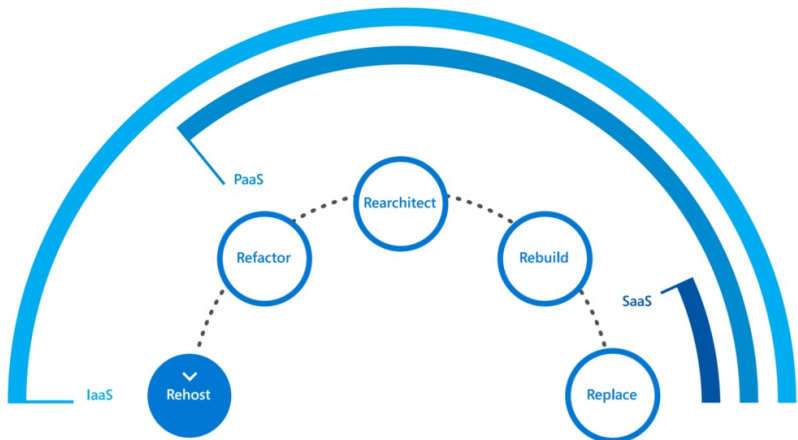 PaaS
Rearchitect
Refactor
Rebuild
SaaS
IaaS
Rehost
Replace